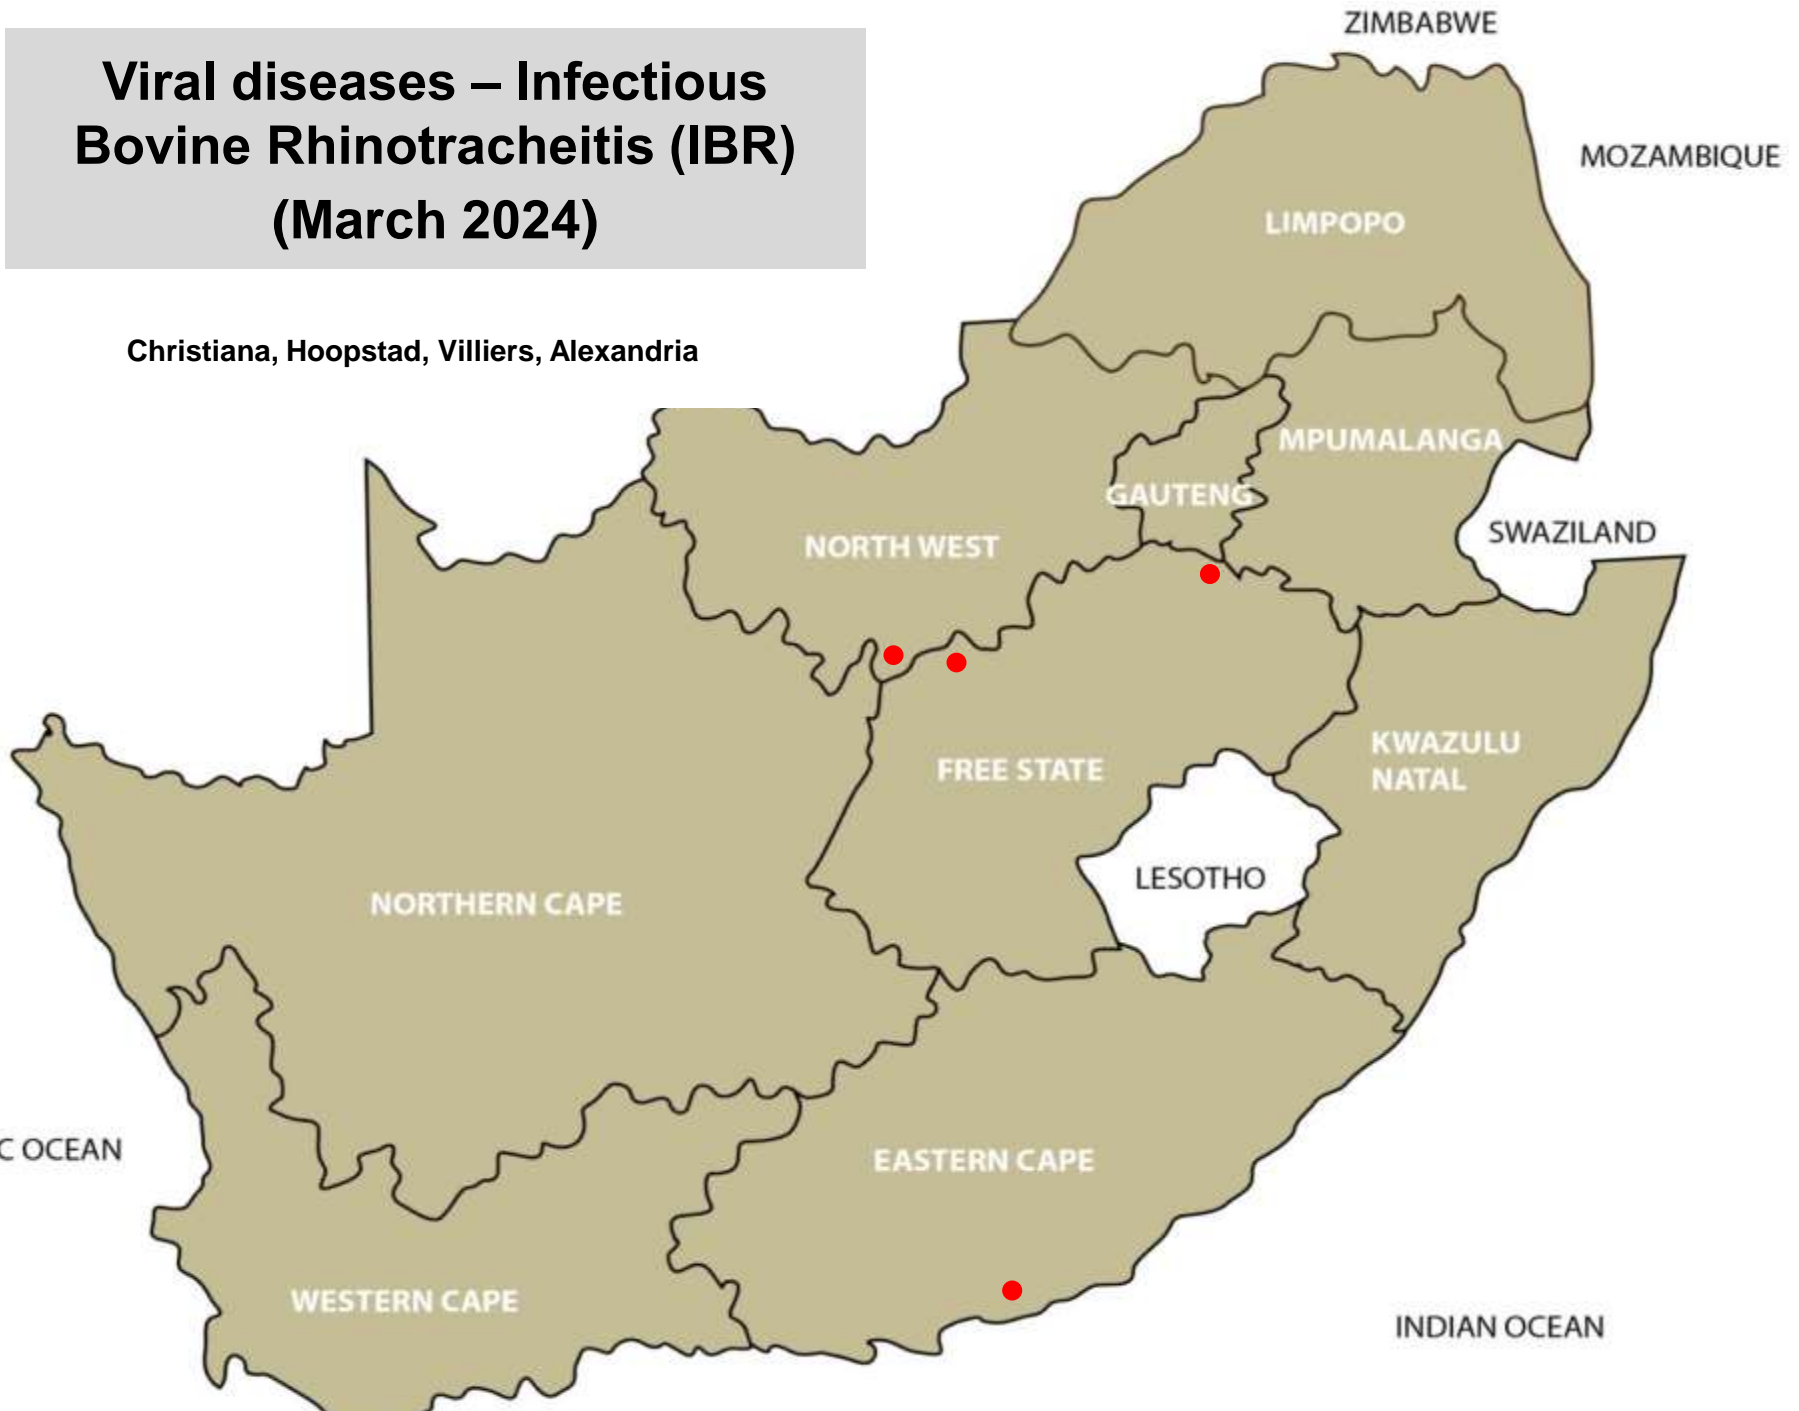 Viral diseases – Infectious
Bovine Rhinotracheitis (IBR)
(March 2024)
Christiana, Hoopstad, Villiers, Alexandria
ZIMBABWE
MOZAMBIQUE
LIMPOPO
MPUMALANGA
GAUTENG
SWAZILAND
NORTH WEST
KWAZULU
NATAL
FREE STATE
LESOTHO
NORTHERN CAPE
C OCEAN
EASTERN CAPE
WESTERN CAPE
INDIAN OCEAN